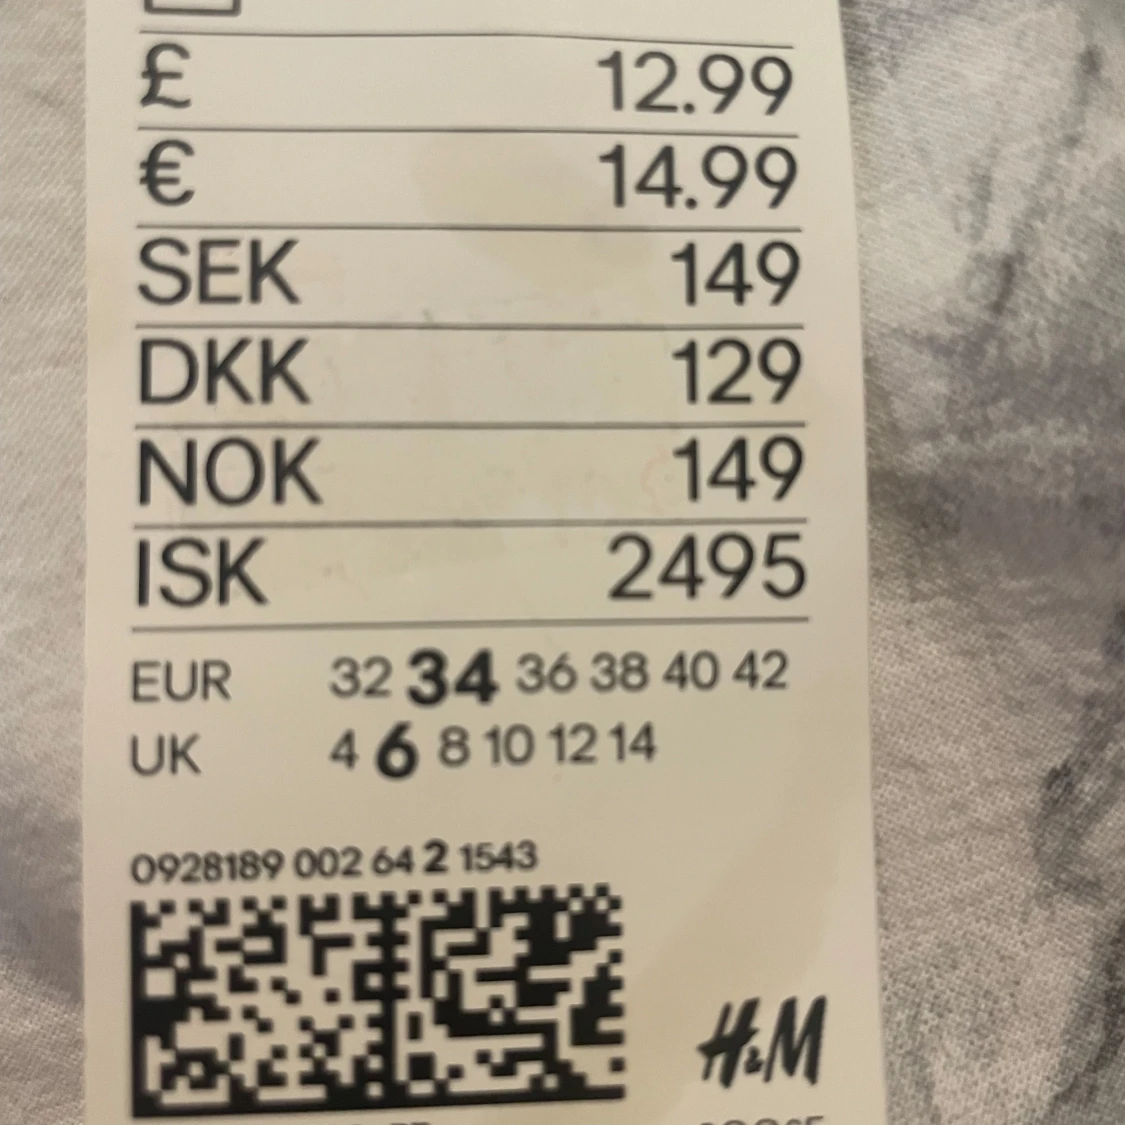 £ 12.99
€ 14.99
SEK 149
DKK 129
NOK 149
ISK 2495
EUR 32 34 36 38 40 42
UK 4 6 8 10 12 14
0928189 002 64 2 1543
H&M